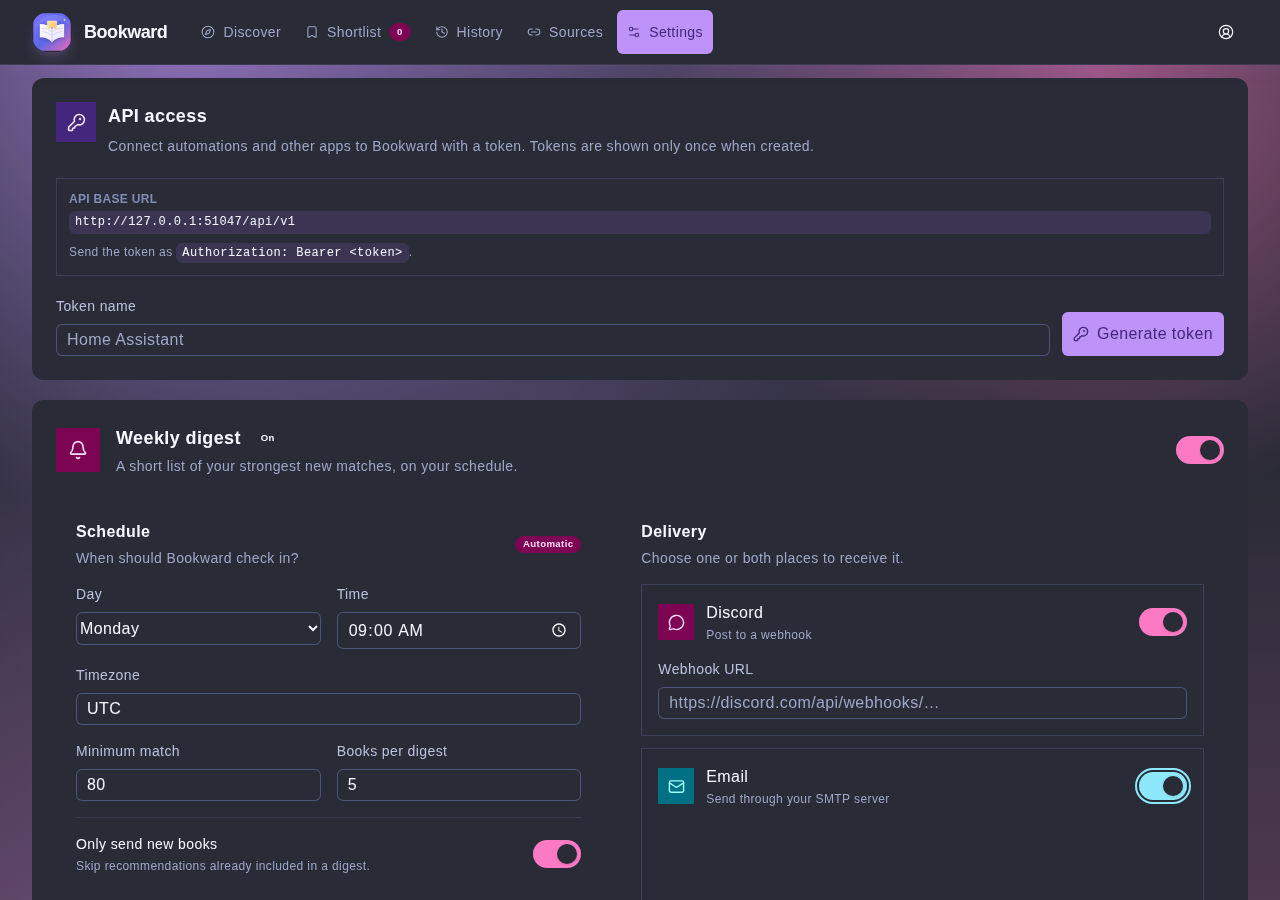 Bookward
Discover
Shortlist 0
History
Sources
Settings
API access
Connect automations and other apps to Bookward with a token. Tokens are shown only once when created.
API BASE URL
http://127.0.0.1:51047/api/v1
Send the token as Authorization: Bearer <token>.
Token name
Home Assistant
Generate token
Weekly digest On
A short list of your strongest new matches, on your schedule.
Schedule
When should Bookward check in?
Automatic
Day
Time
Monday
09:00 AM
Timezone
UTC
Minimum match
Books per digest
80
5
Only send new books
Skip recommendations already included in a digest.
Delivery
Choose one or both places to receive it.
Discord
Post to a webhook
Webhook URL
https://discord.com/api/webhooks/…
Email
Send through your SMTP server